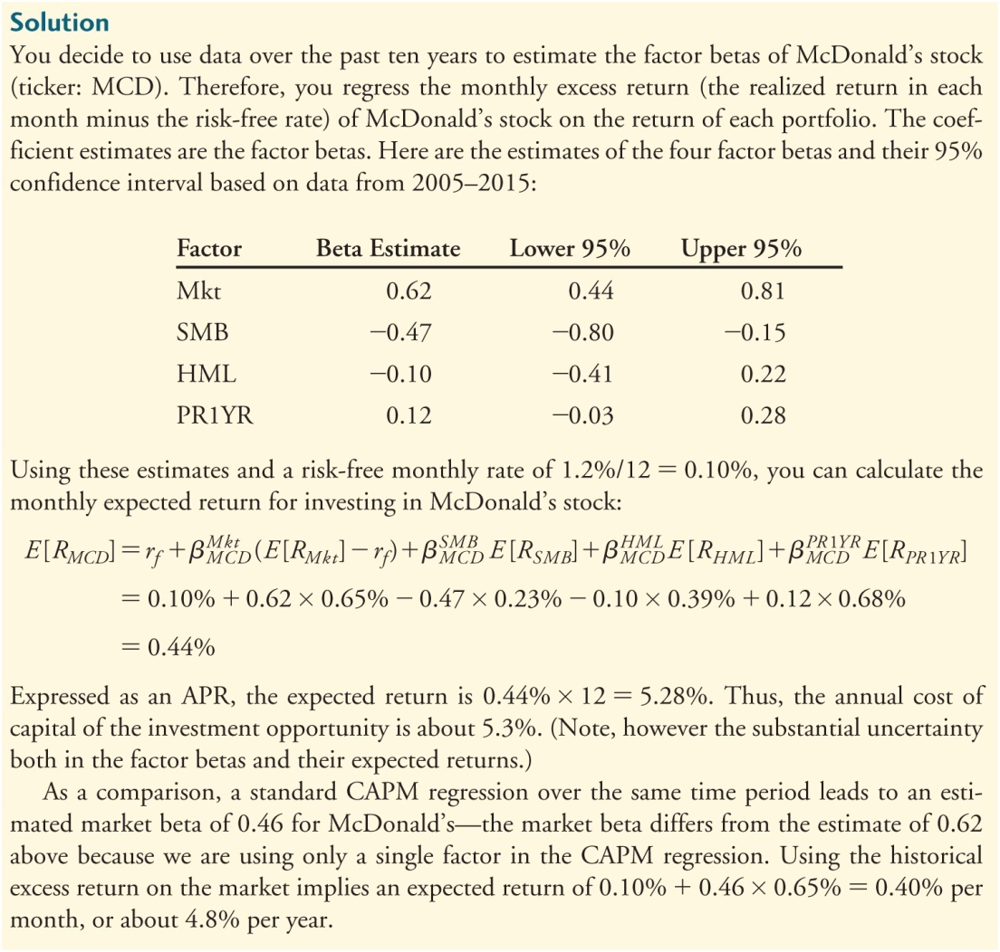 Solution
You decide to use data over the past ten years to estimate the factor betas of McDonald’s stock
(ticker: MCD). Therefore, you regress the monthly excess return (the realized return in each
month minus the risk-free rate) of McDonald’s stock on the return of each portfolio. The coef-
ficient estimates are the factor betas. Here are the estimates of the four factor betas and their 95%
confidence interval based on data from 2005–2015:
Factor Beta Estimate Lower 95% Upper 95%
Mkt 0.62 0.44 0.81
SMB −0.47 −0.80 −0.15
HML −0.10 −0.41 0.22
PR1YR 0.12 −0.03 0.28
Using these estimates and a risk-free monthly rate of 1.2%/12 = 0.10%, you can calculate the
monthly expected return for investing in McDonald’s stock:
E[R_{MCD}] = r_f + β_{MCD}^{Mkt}(E[R_{Mkt}] − r_f) + β_{MCD}^{SMB} E[R_{SMB}] + β_{MCD}^{HML} E[R_{HML}] + β_{MCD}^{PR1YR} E[R_{PR1YR}]
= 0.10% + 0.62 × 0.65% − 0.47 × 0.23% − 0.10 × 0.39% + 0.12 × 0.68%
= 0.44%
Expressed as an APR, the expected return is 0.44% × 12 = 5.28%. Thus, the annual cost of
capital of the investment opportunity is about 5.3%. (Note, however the substantial uncertainty
both in the factor betas and their expected returns.)
As a comparison, a standard CAPM regression over the same time period leads to an esti-
mated market beta of 0.46 for McDonald’s—the market beta differs from the estimate of 0.62
above because we are using only a single factor in the CAPM regression. Using the historical
excess return on the market implies an expected return of 0.10% + 0.46 × 0.65% = 0.40% per
month, or about 4.8% per year.